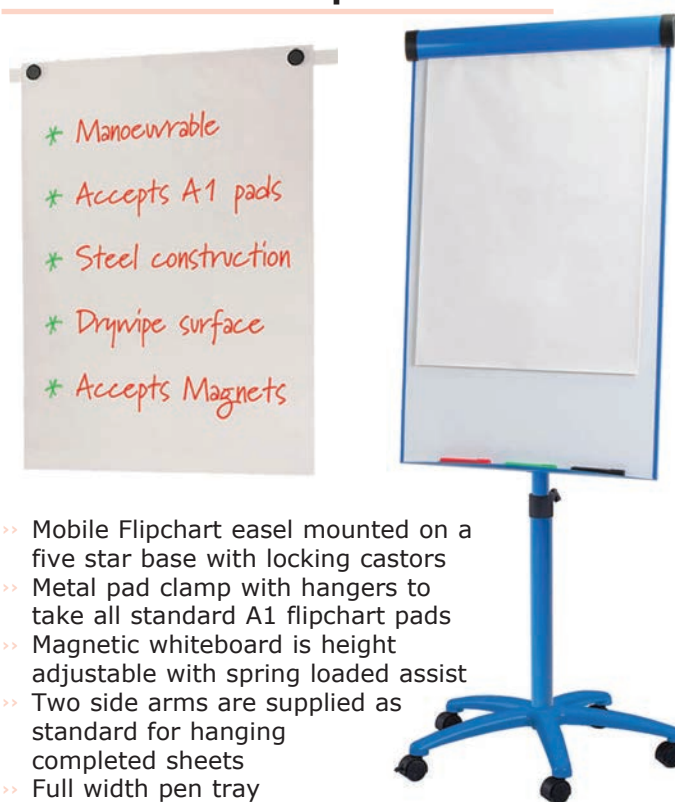 * Manoeuvrable
* Accepts A1 pads
* Steel construction
* Drywipe surface
* Accepts Magnets
›› Mobile Flipchart easel mounted on a
five star base with locking castors
›› Metal pad clamp with hangers to
take all standard A1 flipchart pads
›› Magnetic whiteboard is height
adjustable with spring loaded assist
›› Two side arms are supplied as
standard for hanging
completed sheets
›› Full width pen tray